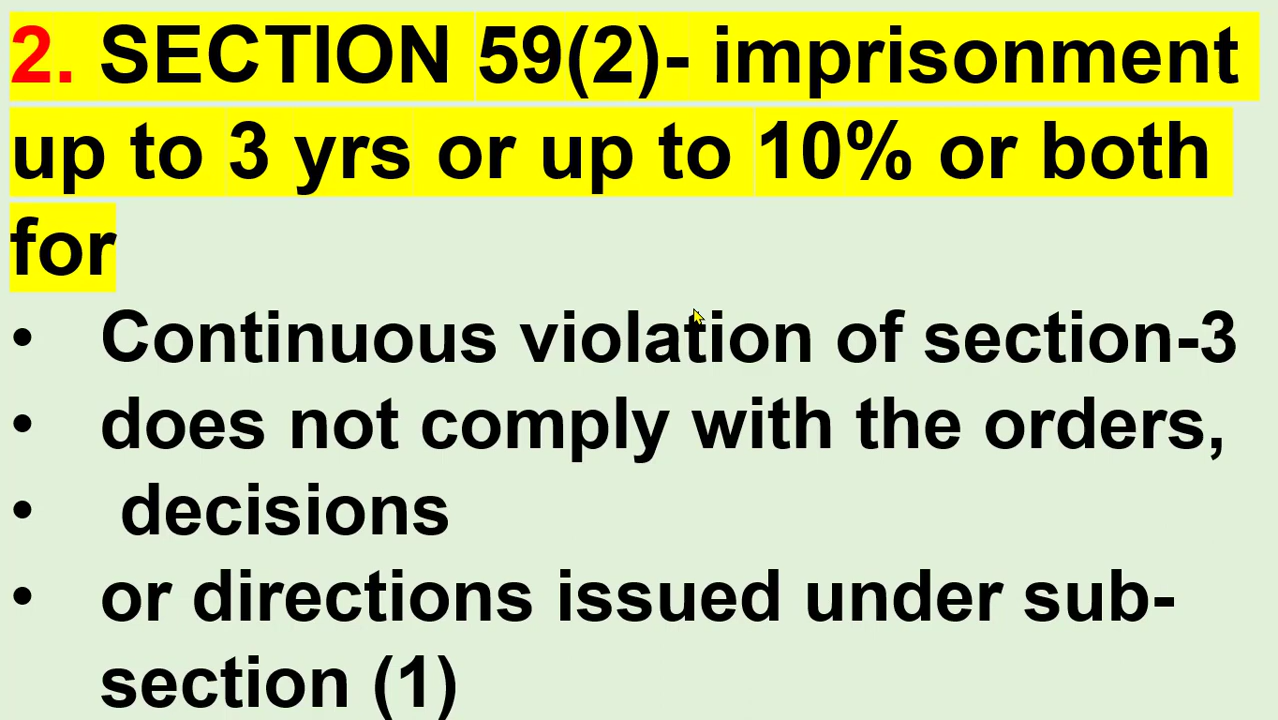 2. SECTION 59(2)- imprisonment
up to 3 yrs or up to 10% or both
for
• Continuous violation of section-3
• does not comply with the orders,
• decisions
• or directions issued under sub-
section (1)